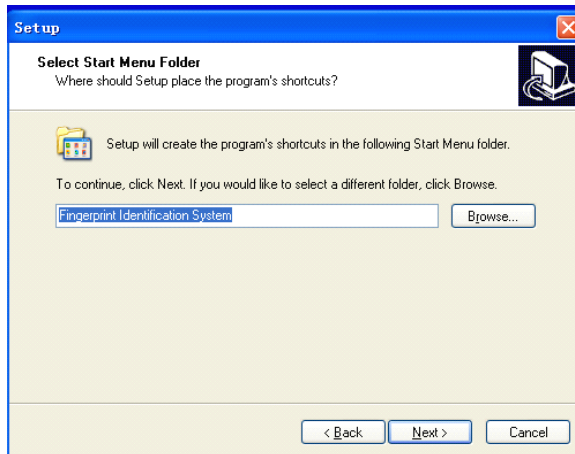 Setup
Select Start Menu Folder
Where should Setup place the program's shortcuts?
Setup will create the program's shortcuts in the following Start Menu folder.
To continue, click Next. If you would like to select a different folder, click Browse.
Fingerprint Identification System
Browse...
< Back
Next >
Cancel